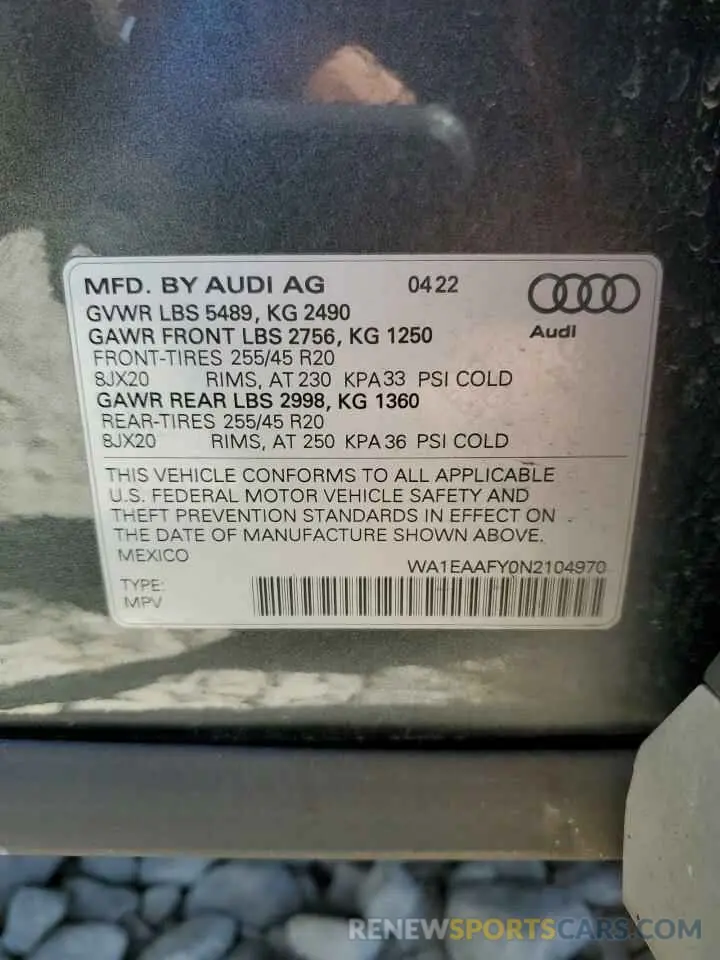 MFD. BY AUDI AG 0422
GVWR LBS 5489, KG 2490
GAWR FRONT LBS 2756, KG 1250
Audi
FRONT-TIRES 255/45 R20
8JX20 RIMS, AT 230 KPA33 PSI COLD
GAWR REAR LBS 2998, KG 1360
REAR-TIRES 255/45 R20
8JX20 RIMS, AT 250 KPA36 PSI COLD
THIS VEHICLE CONFORMS TO ALL APPLICABLE
U.S. FEDERAL MOTOR VEHICLE SAFETY AND
THEFT PREVENTION STANDARDS IN EFFECT ON
THE DATE OF MANUFACTURE SHOWN ABOVE.
MEXICO
WA1EAAFY0N2104970
TYPE:
MPV
RENEWSPORTSCARS.COM